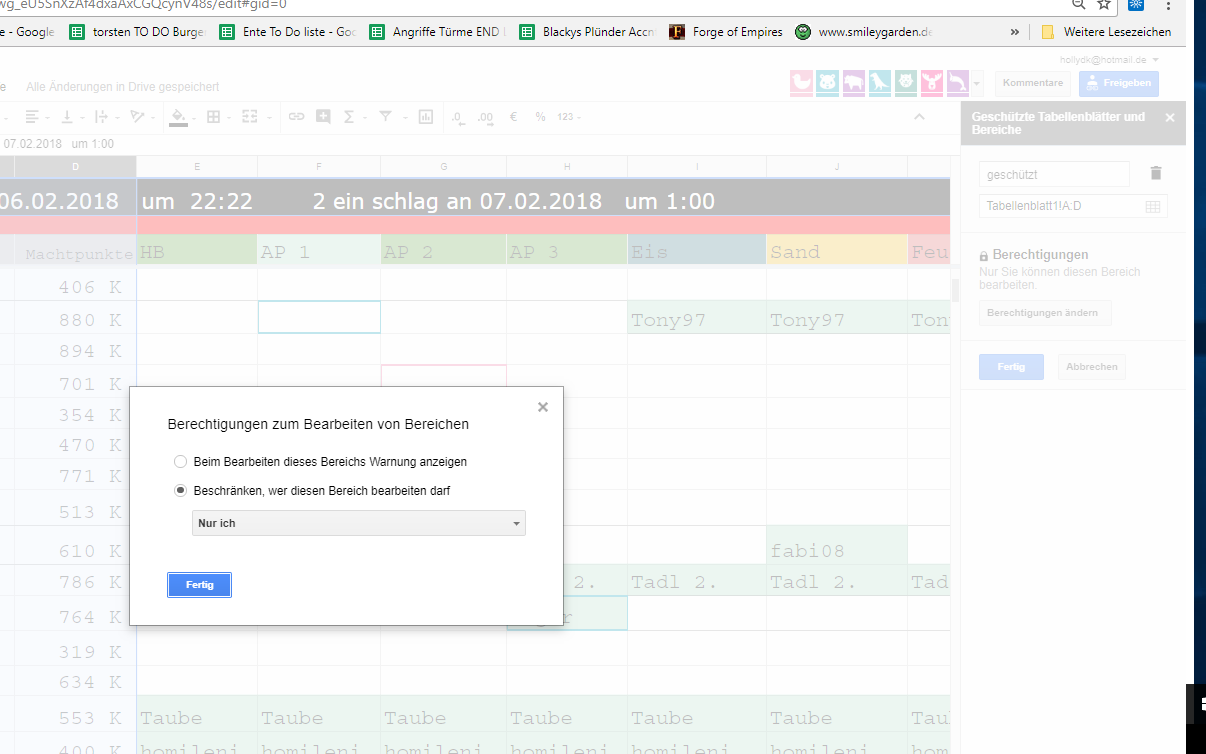 wg_eU5SnXzAf4dxaAxCGQcynV48s/edit#gid=0
e - Google torsten TO DO Burge Ente To Do liste - Goo Angriffe Türme END Blackys Plünder Accn Forge of Empires www.smileygarden.de » Weitere Lesezeichen
hollydk@hotmail.de
e Alle Änderungen in Drive gespeichert Kommentare Freigeben
.0 .00 € % 123
07.02.2018 um 1:00
Geschützte Tabellenblätter und Bereiche
D E F G H I J
geschützt
06.02.2018 um 22:22 2 ein schlag an 07.02.2018 um 1:00
Tabellenblatt1!A:D
Machtpunkte HB AP 1 AP 2 AP 3 Eis Sand Feu
Berechtigungen
Nur Sie können diesen Bereich bearbeiten.
406 K
Berechtigungen ändern
880 K Tony97 Tony97 Ton
894 K
Fertig Abbrechen
701 K
354 K
470 K
771 K
513 K
610 K fabi08
786 K 2. Tadl 2. Tadl 2. Tad
764 K
319 K
634 K
553 K Taube Taube Taube Taube Taube Taube Tau
400 K homileni homileni homileni homileni homileni homileni hom
Berechtigungen zum Bearbeiten von Bereichen
Beim Bearbeiten dieses Bereichs Warnung anzeigen
Beschränken, wer diesen Bereich bearbeiten darf
Nur ich
Fertig